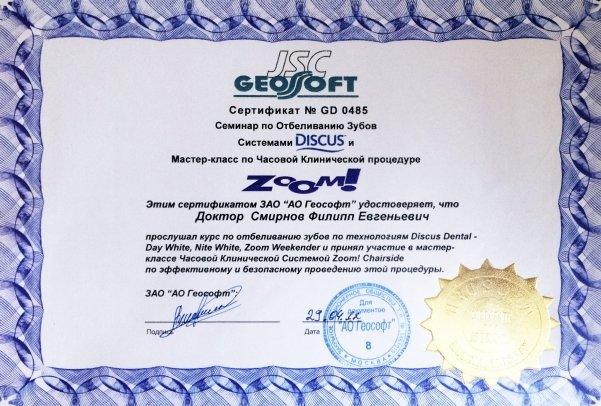 JSC
GEOSOFT
Сертификат № GD 0485
Семинар по Отбеливанию Зубов
Системами DISCUS и
Мастер-класс по Часовой Клинической процедуре
ZOOM!
Этим сертификатом ЗАО "АО Геософт" удостоверяет, что
Доктор Смирнов Филипп Евгеньевич
прослушал курс по отбеливанию зубов по технологиям Discus Dental -
Day White, Nite White, Zoom Weekender и принял участие в мастер-
классе Часовой Клинической Системой Zoom! Chairside
по эффективному и безопасному проведению этой процедуры.
ЗАО "АО Геософт":
Подпись
Дата
Для
документов
"АО Геософт"
8
МОСКВА